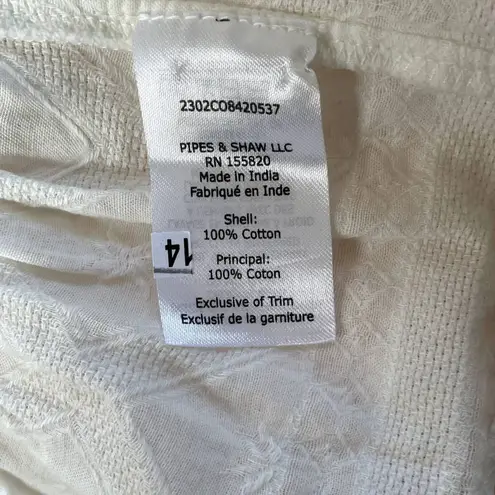 2302CO8420537
PIPES & SHAW LLC
RN 155820
Made in India
Fabriqué en Inde
Shell:
100% Cotton
14
Principal:
100% Coton
Exclusive of Trim
Exclusif de la garniture